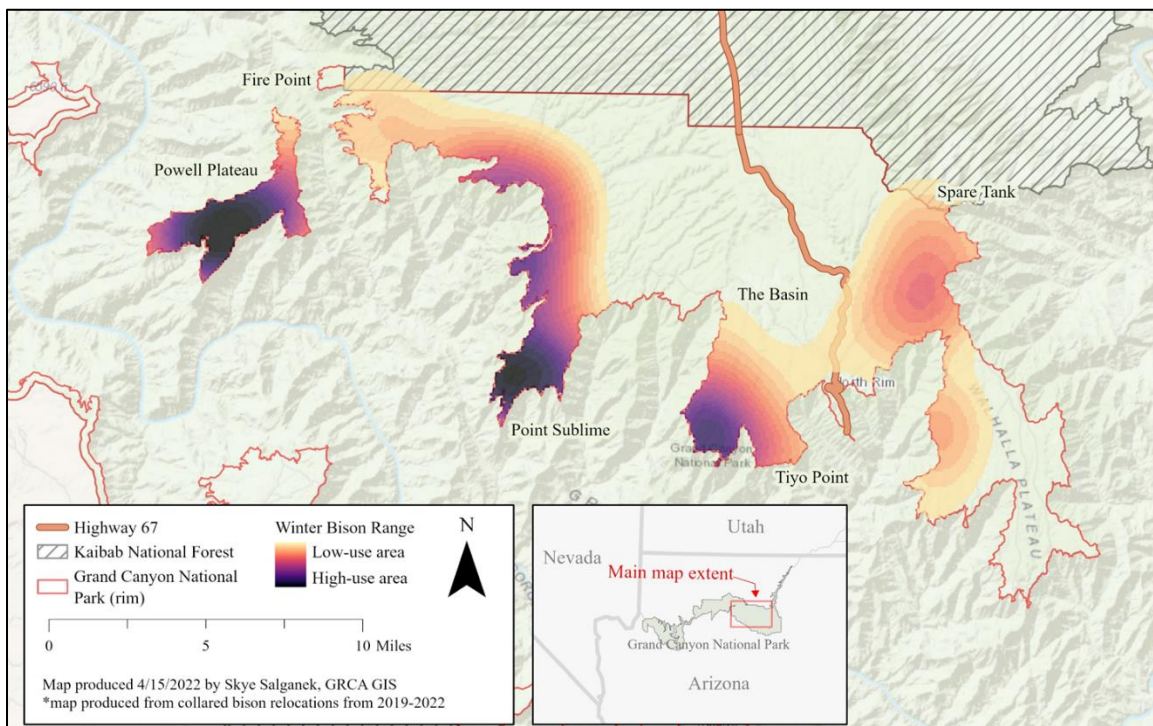 Fire Point
Powell Plateau
Spare Tank
The Basin
Point Sublime
Grand Canyon
National Park
Tiyo Point
WALHALLA PLATEAU
Highway 67
Kaibab National Forest
Grand Canyon National
Park (rim)
Winter Bison Range
Low-use area
High-use area
N
0 5 10 Miles
Map produced 4/15/2022 by Skye Salganek, GRCA GIS
*map produced from collared bison relocations from 2019-2022
Utah
Nevada
Main map extent
Grand Canyon National Park
Arizona